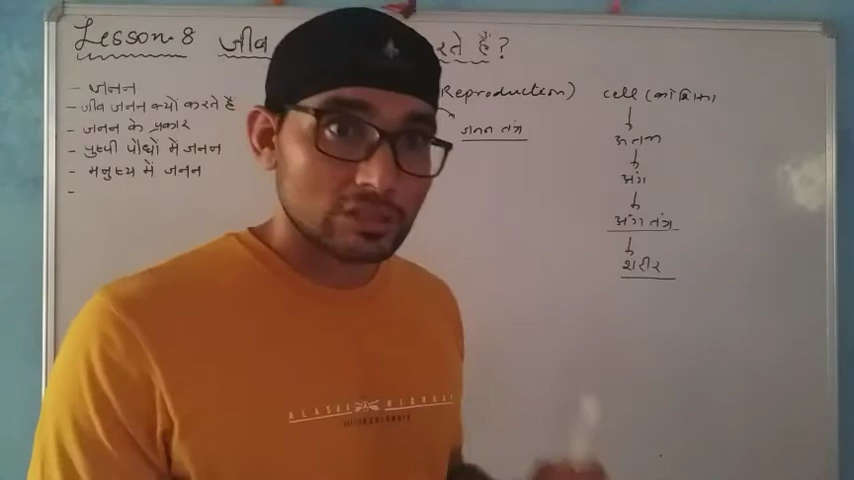 Lesson 8 जीव रते हैं?
- जनन
- जीव जनन क्यों करते हैं
- जनन के प्रकार
- पुष्पी पौधों में जनन
- मनुष्य में जनन
-
Reproduction)
जनन तंत्र
cell (कोशिका
↓
ऊतक
↓
अंग
↓
अंग तंत्र
↓
शरीर